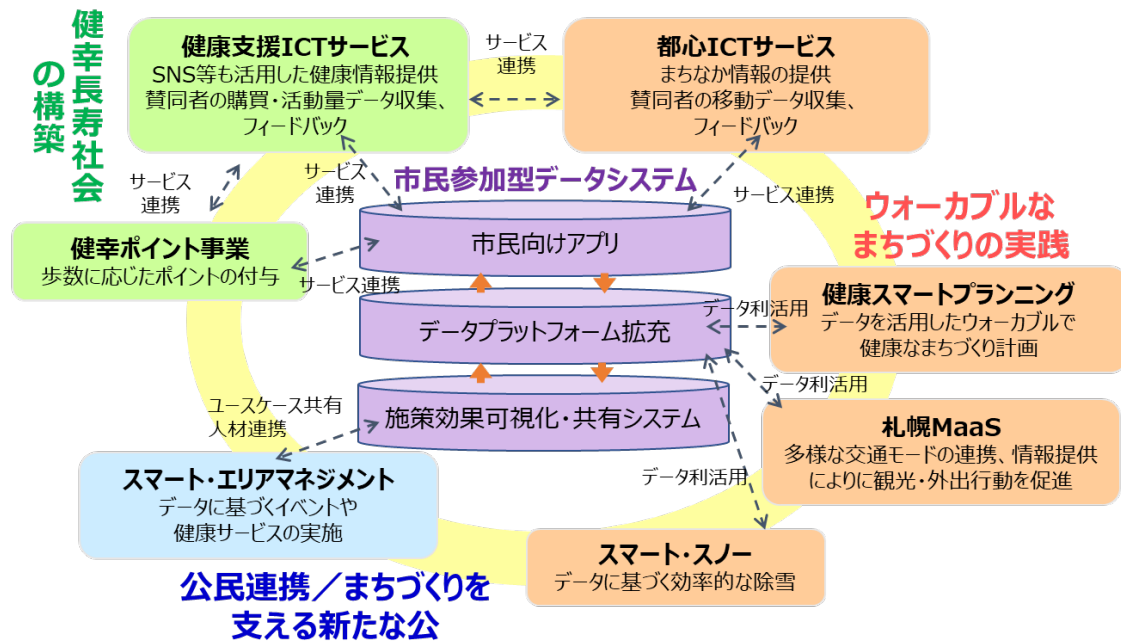 健幸長寿社会
の構築
健康支援ICTサービス
SNS等も活用した健康情報提供
賛同者の購買・活動量データ収集、
フィードバック
サービス
連携
都心ICTサービス
まちなか情報の提供
賛同者の移動データ収集、
フィードバック
サービス
連携
サービス
連携
市民参加型データシステム
サービス連携
ウォーカブルな
まちづくりの実践
健幸ポイント事業
歩数に応じたポイントの付与
サービス連携
市民向けアプリ
データプラットフォーム拡充
データ利活用
健康スマートプランニング
データを活用したウォーカブルで
健康なまちづくり計画
データ利活用
施策効果可視化・共有システム
ユースケース共有
人材連携
札幌MaaS
多様な交通モードの連携、情報提供
によりに観光・外出行動を促進
データ利活用
スマート・エリアマネジメント
データに基づくイベントや
健康サービスの実施
スマート・スノー
データに基づく効率的な除雪
公民連携／まちづくりを
支える新たな公